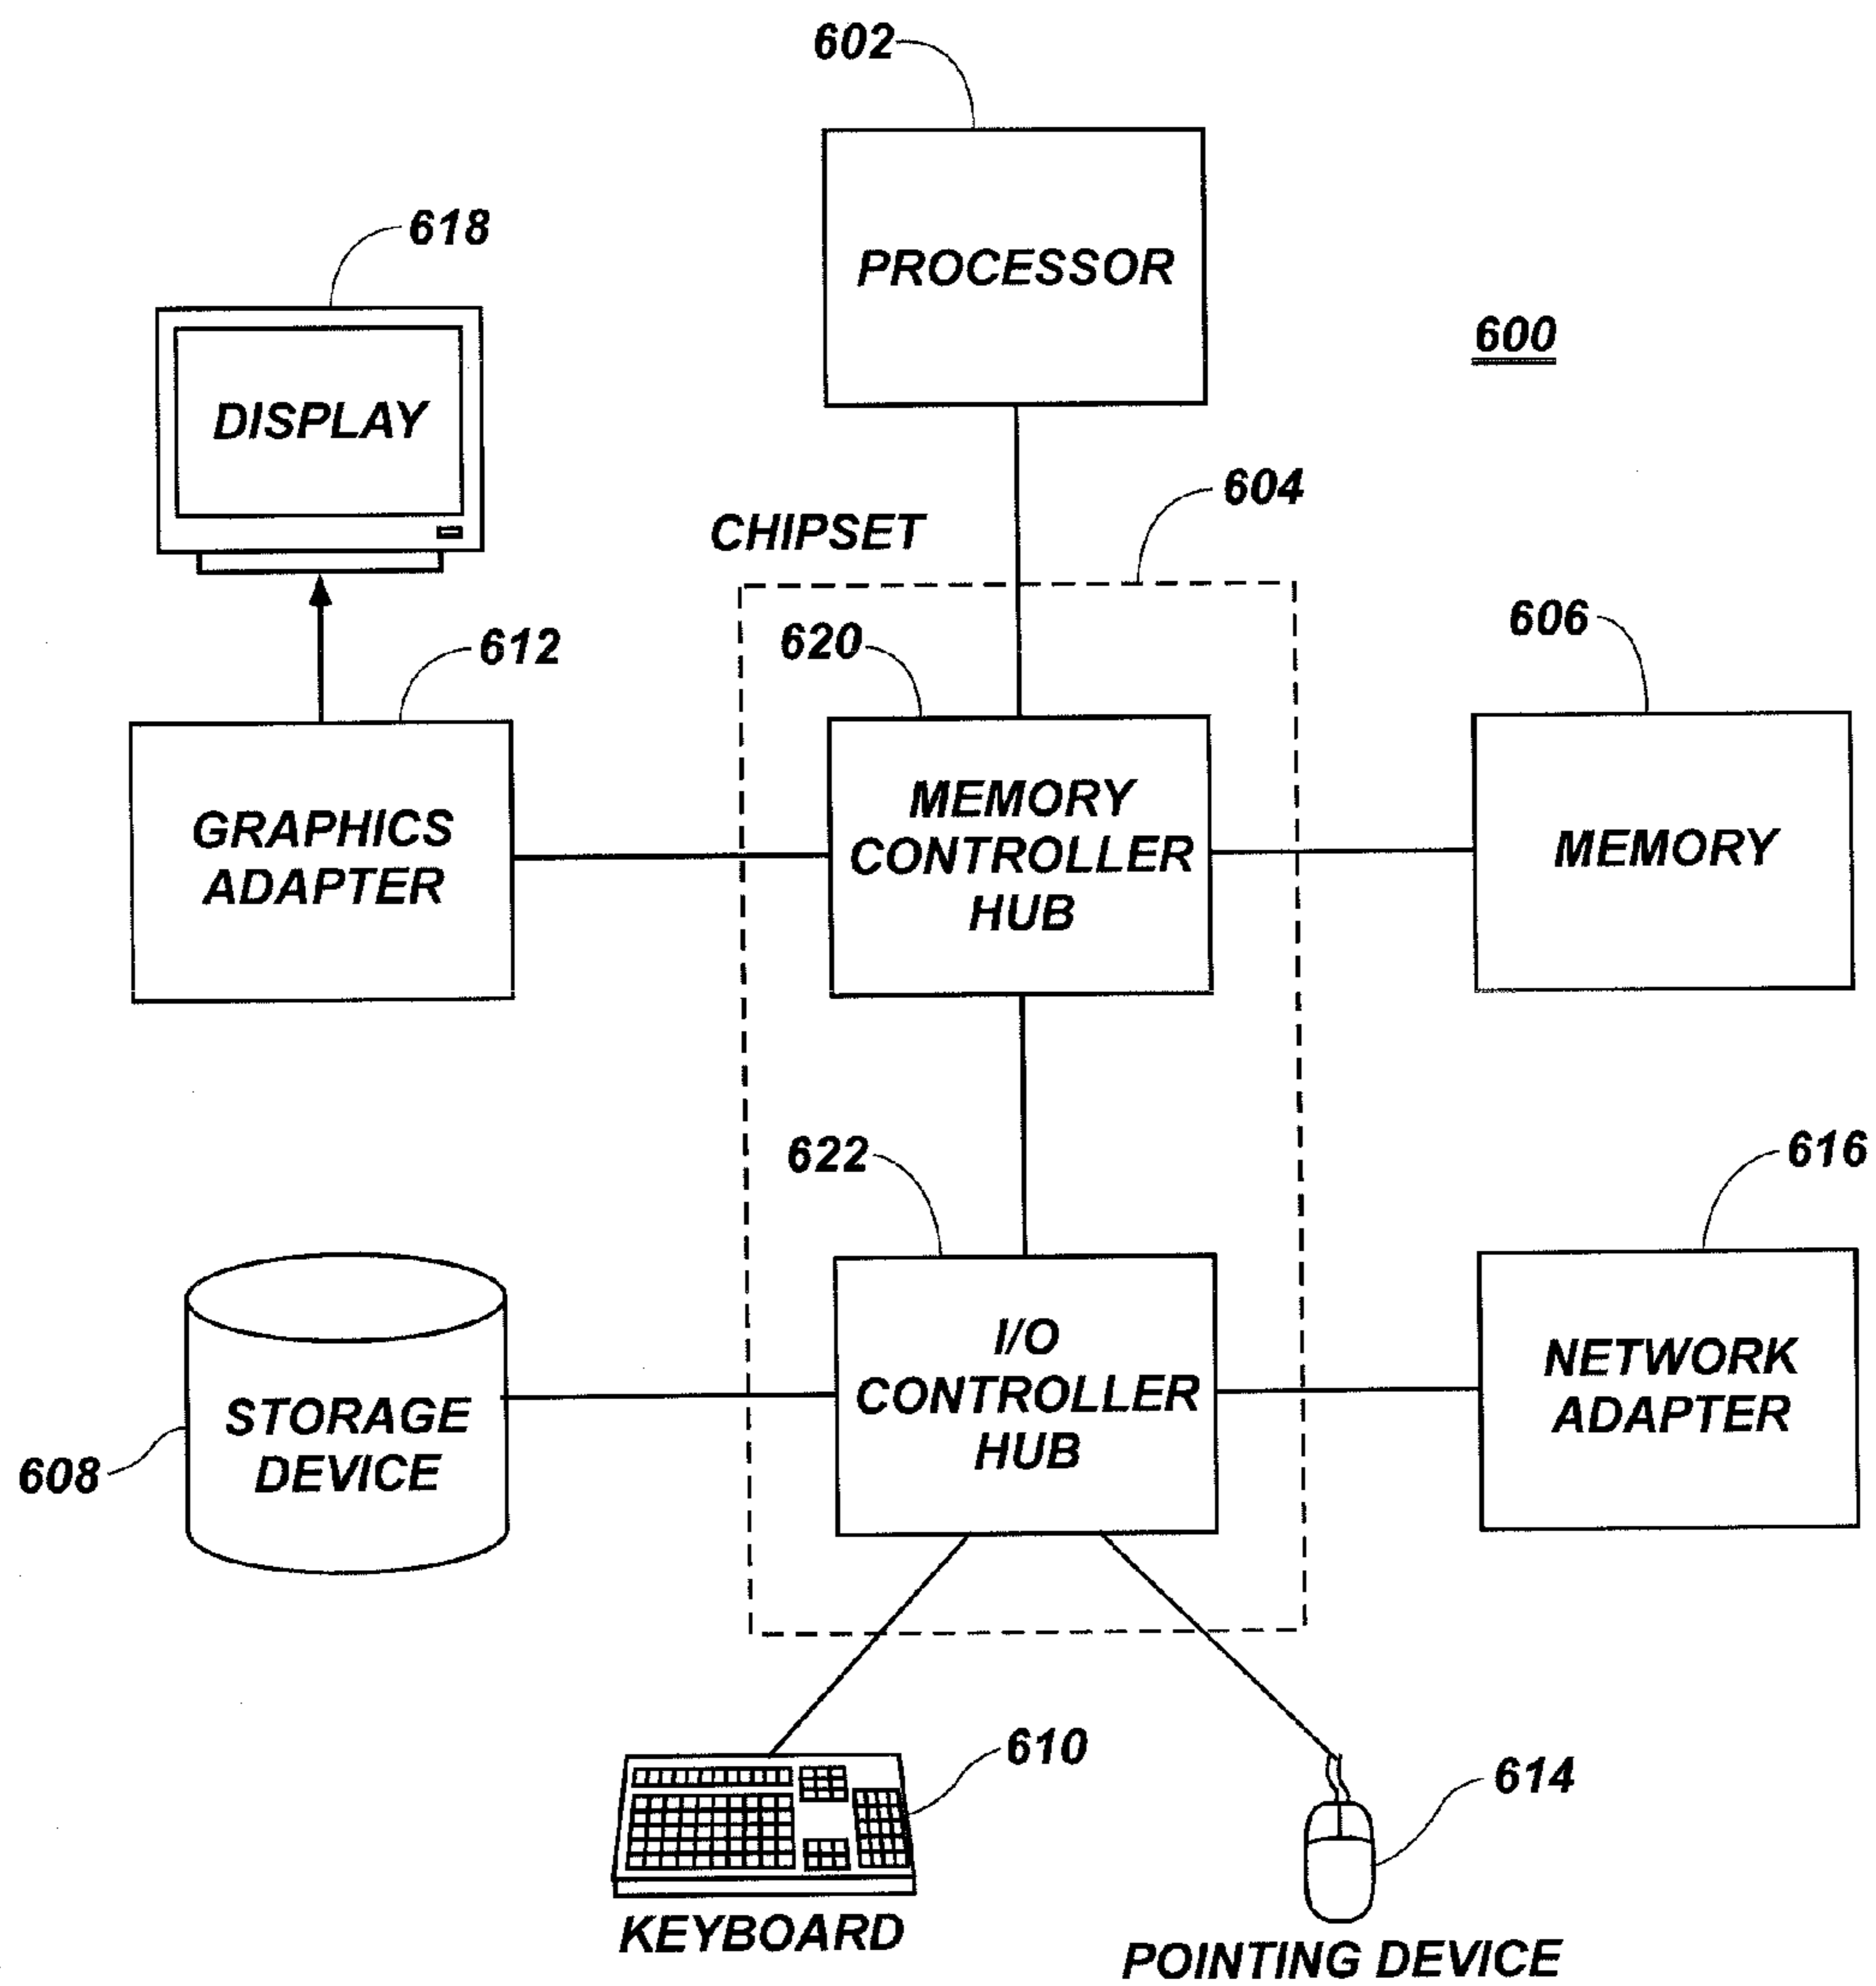 602
PROCESSOR
600
618
DISPLAY
604
CHIPSET
620
606
612
MEMORY
CONTROLLER
HUB
GRAPHICS
ADAPTER
MEMORY
622
616
I/O
CONTROLLER
HUB
NETWORK
ADAPTER
STORAGE
DEVICE
608
610
614
KEYBOARD
POINTING DEVICE